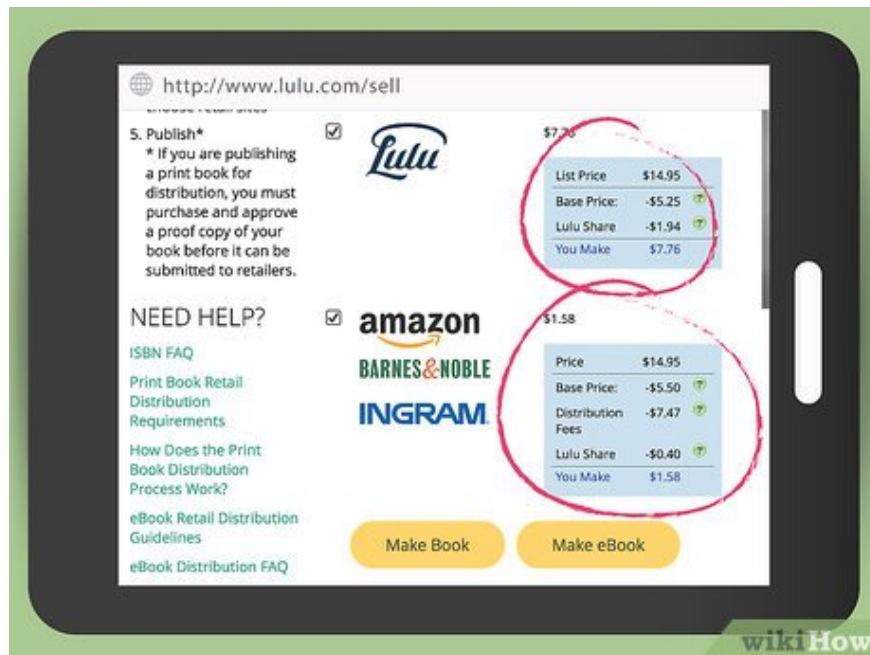 http://www.lulu.com/sell
choose retail sites
5. Publish*
* If you are publishing
a print book for
distribution, you must
purchase and approve
a proof copy of your
book before it can be
submitted to retailers.
NEED HELP?
ISBN FAQ
Print Book Retail
Distribution
Requirements
How Does the Print
Book Distribution
Process Work?
eBook Retail Distribution
Guidelines
eBook Distribution FAQ
Lulu
$7.76
List Price $14.95
Base Price: -$5.25 ?
Lulu Share -$1.94 ?
You Make $7.76
amazon
BARNES&NOBLE
INGRAM
$1.58
Price $14.95
Base Price: -$5.50 ?
Distribution -$7.47 ?
Fees
Lulu Share -$0.40 ?
You Make $1.58
Make Book
Make eBook
wikiHow